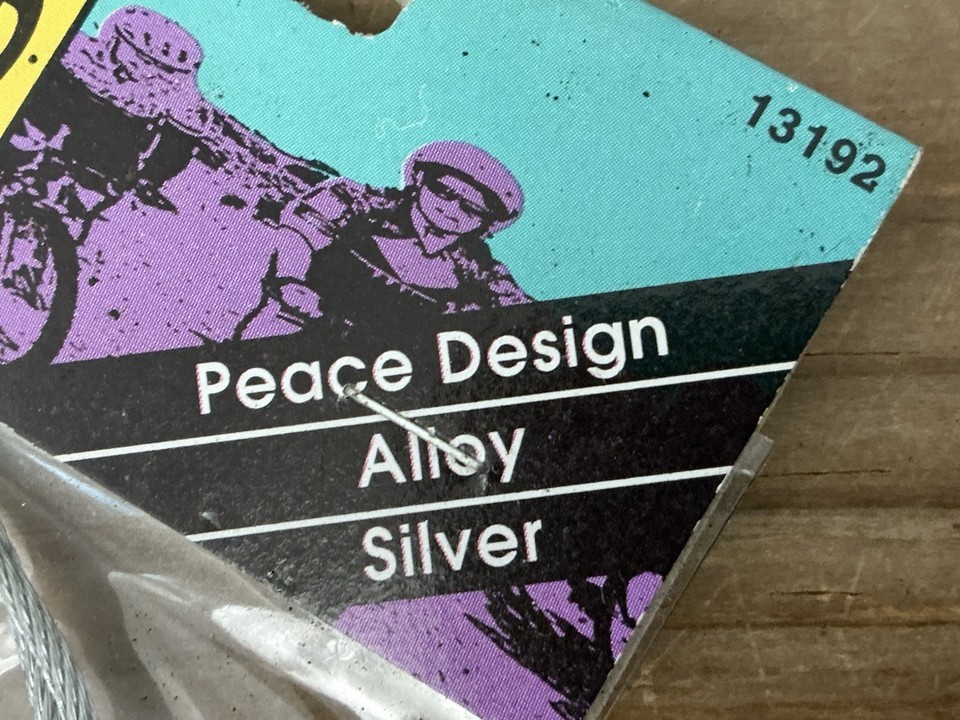 13192
Peace Design
Alloy
Silver